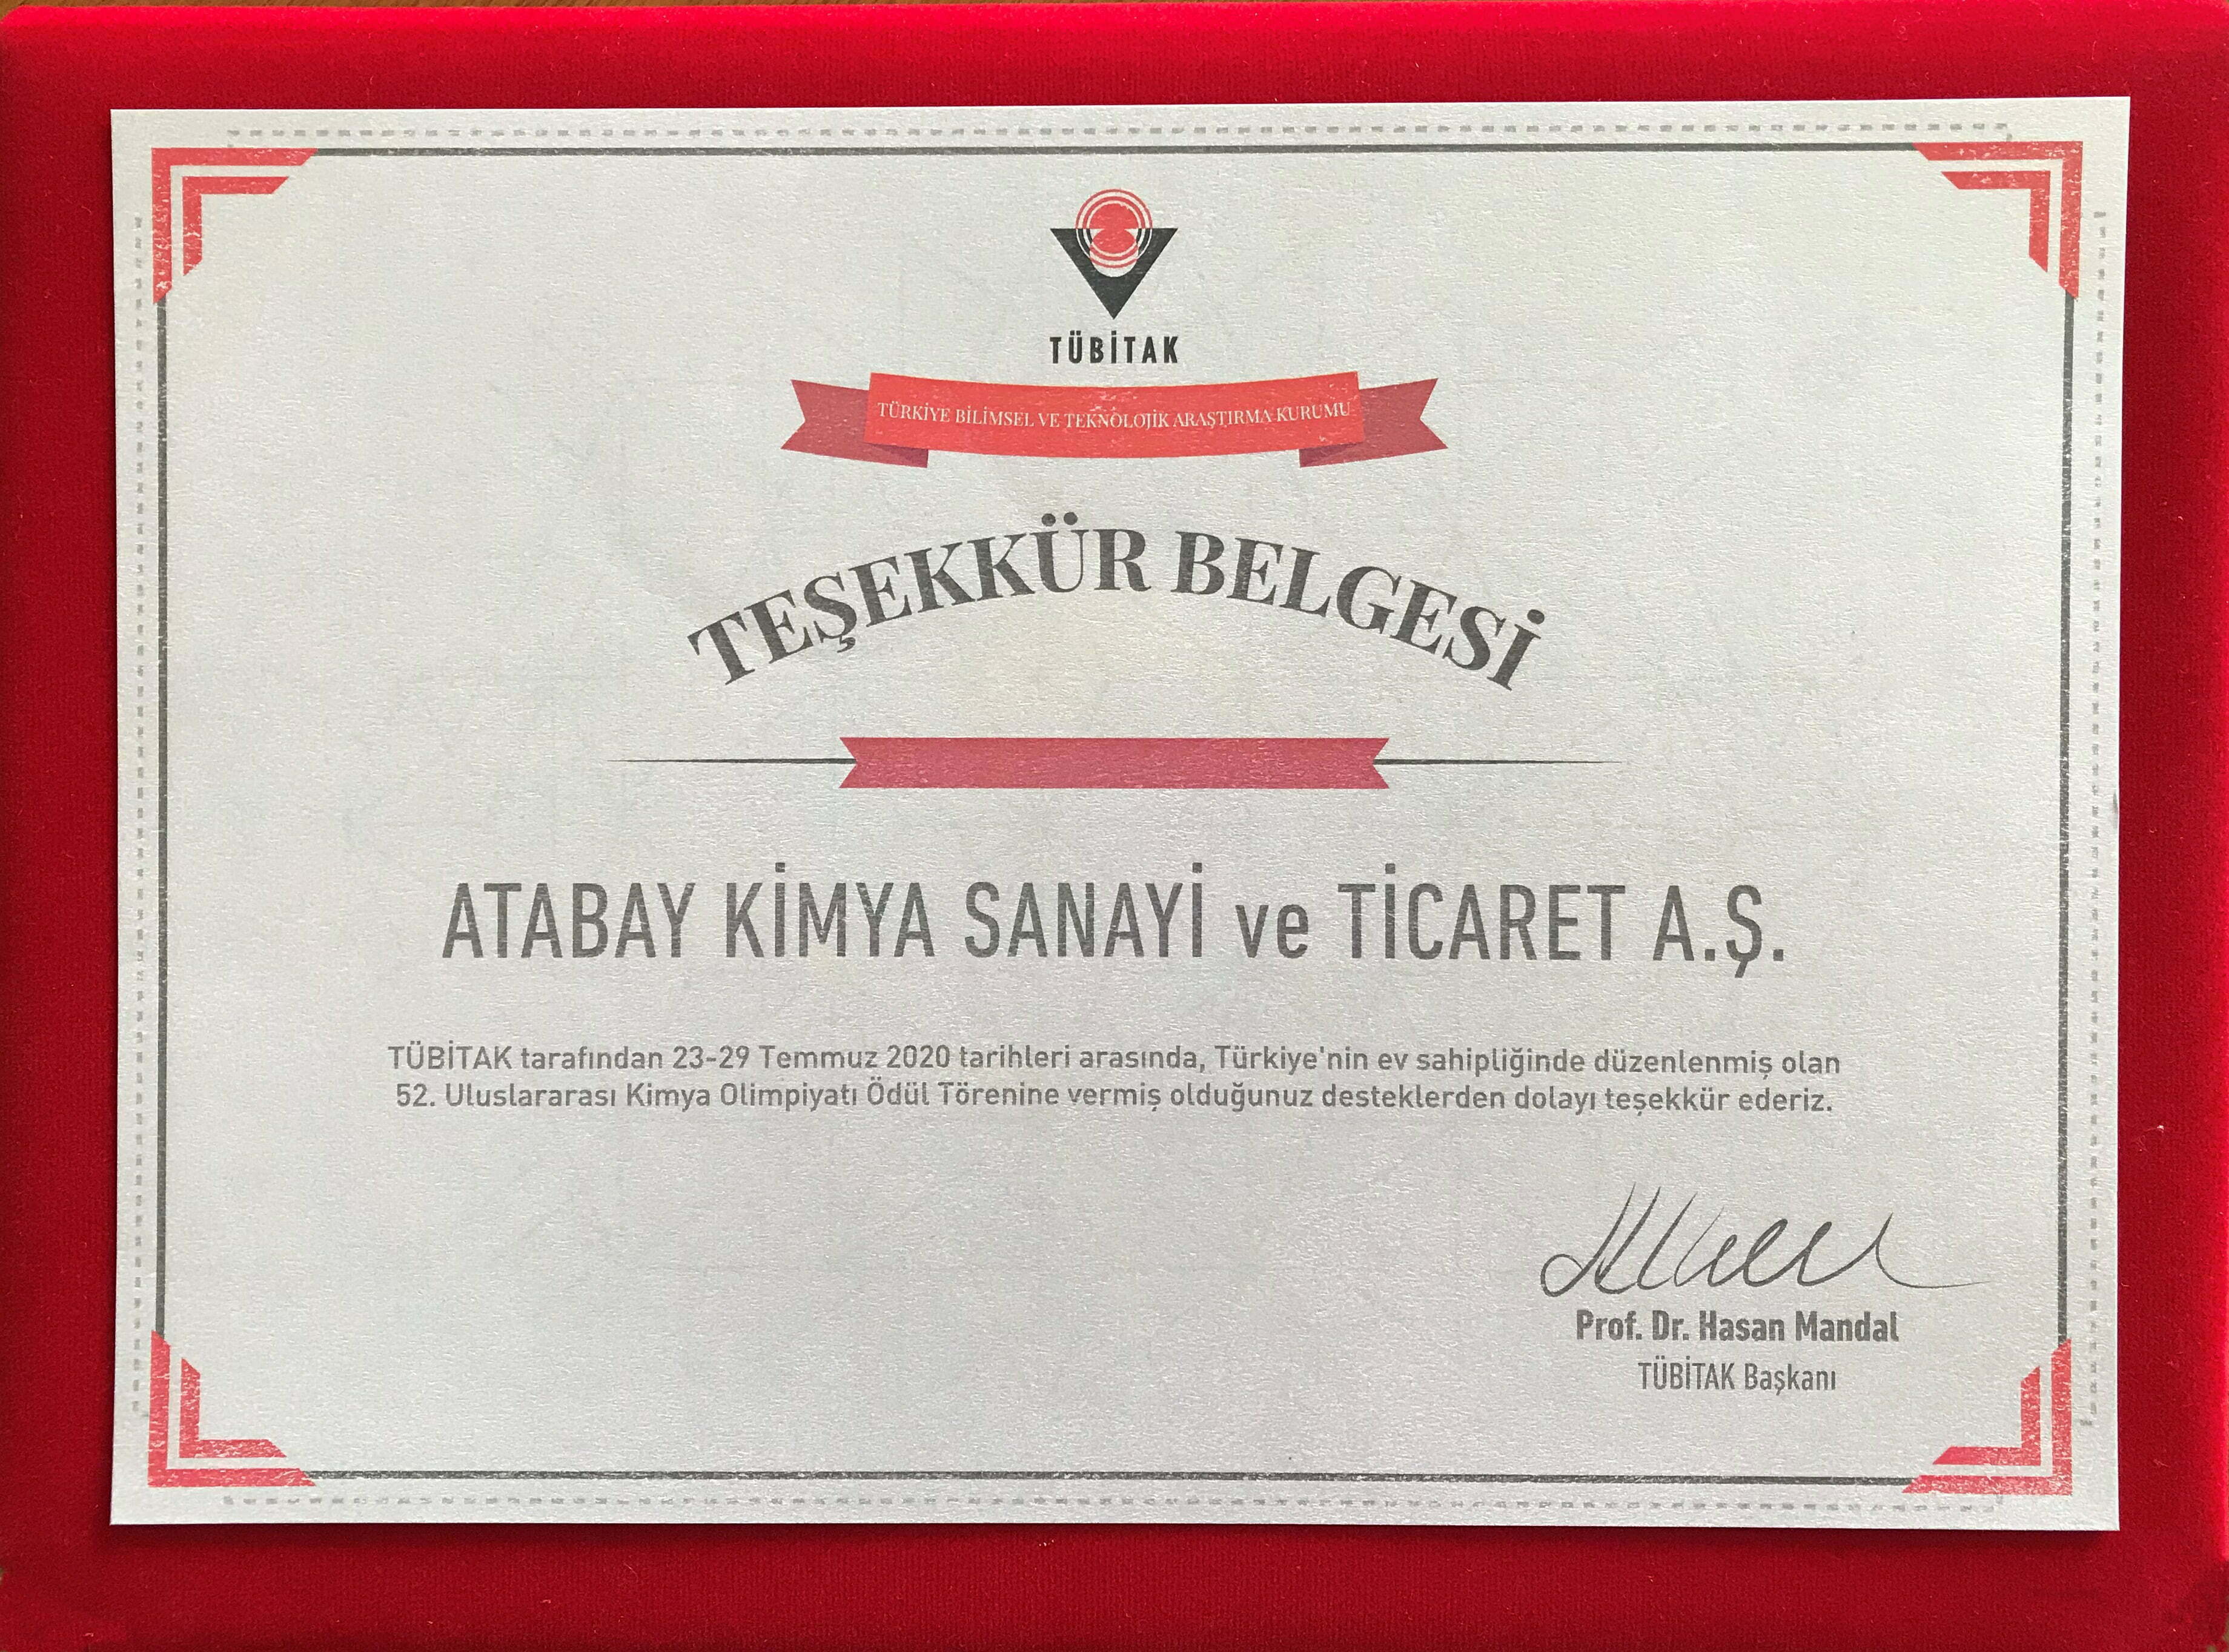 TÜBİTAK
TÜRKİYE BİLİMSEL VE TEKNOLOJİK ARAŞTIRMA KURUMU
TEŞEKKÜR BELGESİ
ATABAY KİMYA SANAYİ ve TİCARET A.Ş.
TÜBİTAK tarafından 23-29 Temmuz 2020 tarihleri arasında, Türkiye'nin ev sahipliğinde düzenlenmiş olan
52. Uluslararası Kimya Olimpiyatı Ödül Törenine vermiş olduğunuz desteklerden dolayı teşekkür ederiz.
Prof. Dr. Hasan Mandal
TÜBİTAK Başkanı